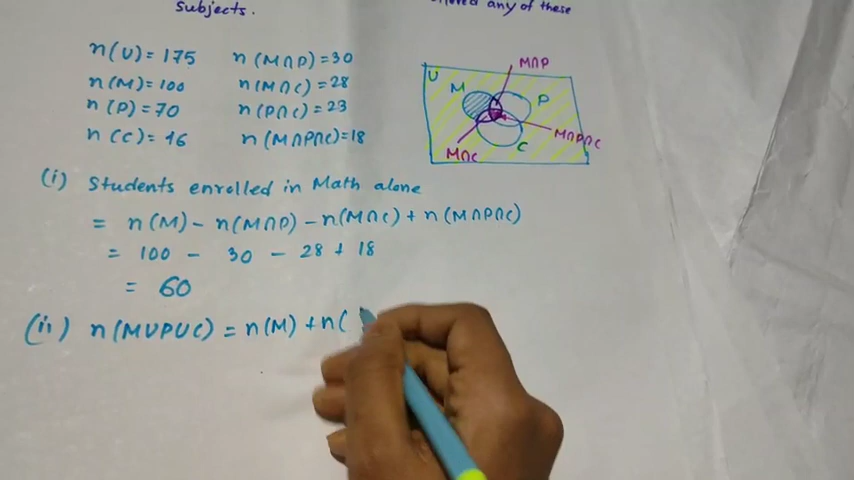 subjects.
any of these
n(U) = 175 n(M∩P) = 30
n(M) = 100 n(M∩C) = 28
n(P) = 70 n(P∩C) = 23
n(C) = 46 n(M∩P∩C) = 18
M∩P
U
M
P
M∩P∩C
C
M∩C
(i) Students enrolled in Math alone
= n(M) - n(M∩P) - n(M∩C) + n(M∩P∩C)
= 100 - 30 - 28 + 18
= 60
(ii) n(MUPUC) = n(M) + n(